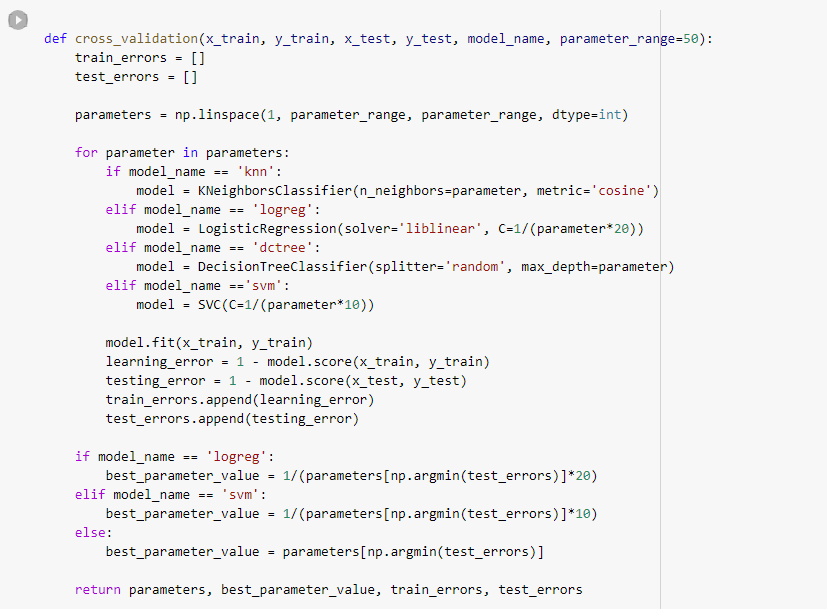 def cross_validation(x_train, y_train, x_test, y_test, model_name, parameter_range=50):
    train_errors = []
    test_errors = []

    parameters = np.linspace(1, parameter_range, parameter_range, dtype=int)

    for parameter in parameters:
        if model_name == 'knn':
            model = KNeighborsClassifier(n_neighbors=parameter, metric='cosine')
        elif model_name == 'logreg':
            model = LogisticRegression(solver='liblinear', C=1/(parameter*20))
        elif model_name == 'dctree':
            model = DecisionTreeClassifier(splitter='random', max_depth=parameter)
        elif model_name =='svm':
            model = SVC(C=1/(parameter*10))

        model.fit(x_train, y_train)
        learning_error = 1 - model.score(x_train, y_train)
        testing_error = 1 - model.score(x_test, y_test)
        train_errors.append(learning_error)
        test_errors.append(testing_error)

    if model_name == 'logreg':
        best_parameter_value = 1/(parameters[np.argmin(test_errors)]*20)
    elif model_name == 'svm':
        best_parameter_value = 1/(parameters[np.argmin(test_errors)]*10)
    else:
        best_parameter_value = parameters[np.argmin(test_errors)]

    return parameters, best_parameter_value, train_errors, test_errors